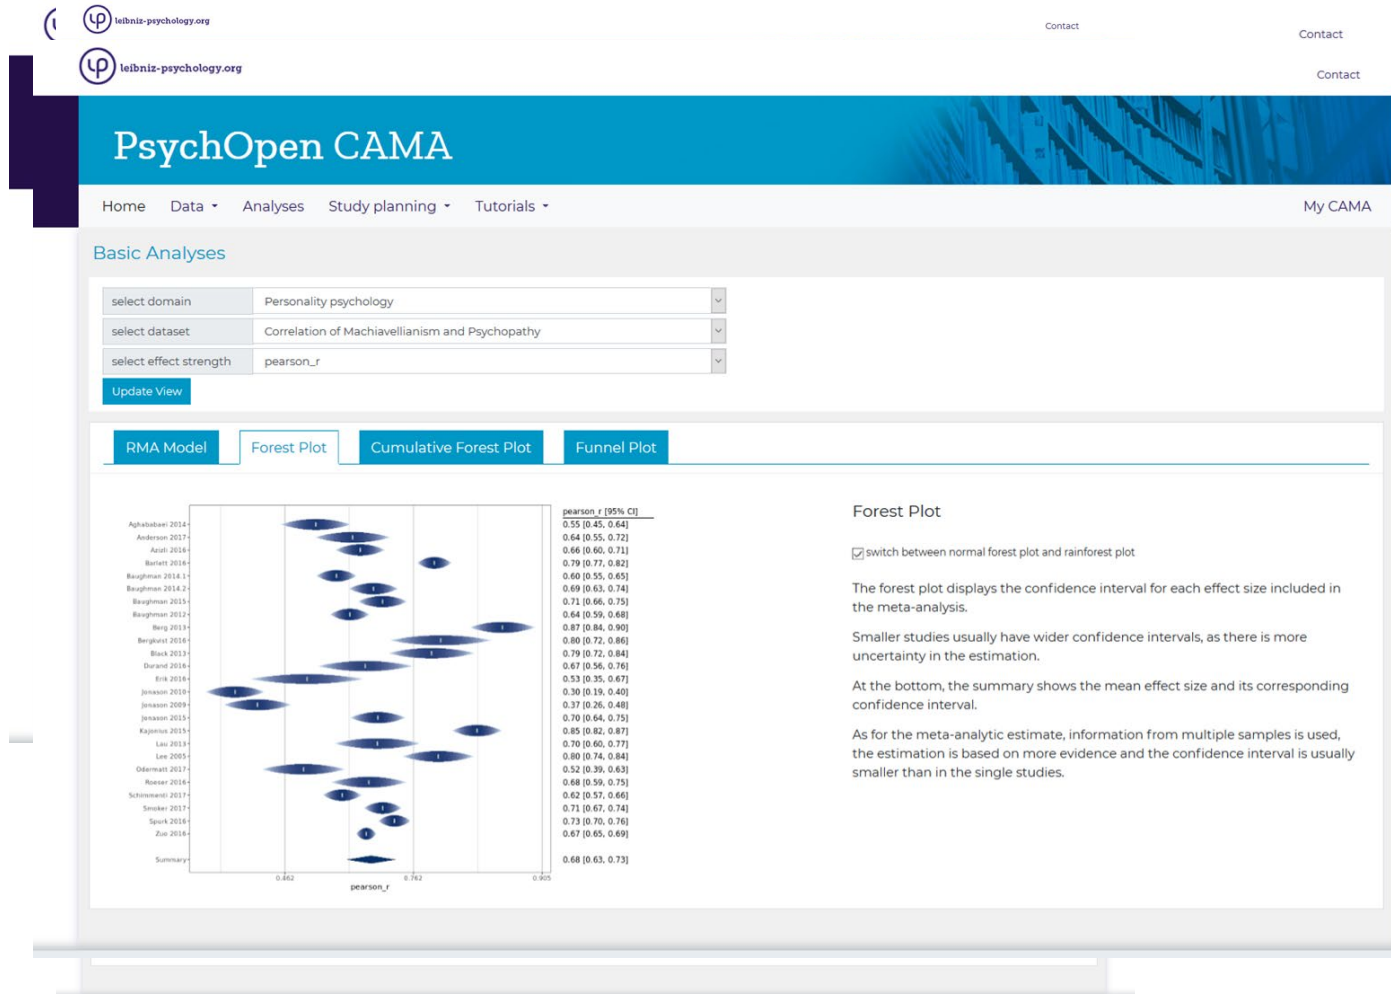 leibniz-psychology.org
Contact
Contact
leibniz-psychology.org
Contact
PsychOpen CAMA
Home Data Analyses Study planning Tutorials My CAMA
Basic Analyses
select domain Personality psychology
select dataset Correlation of Machiavellianism and Psychopathy
select effect strength pearson_r
Update View
RMA Model Forest Plot Cumulative Forest Plot Funnel Plot
pearson_r [95% CI]
Aghababaei 2014 0.55 [0.45, 0.64]
Anderson 2017 0.64 [0.55, 0.72]
Azizli 2016 0.66 [0.60, 0.71]
Barlett 2016 0.79 [0.77, 0.82]
Baughman 2014.1 0.60 [0.55, 0.65]
Baughman 2014.2 0.69 [0.63, 0.74]
Baughman 2015 0.71 [0.66, 0.75]
Baughman 2012 0.64 [0.59, 0.68]
Berg 2013 0.87 [0.84, 0.90]
Bergkvist 2016 0.80 [0.72, 0.86]
Black 2013 0.79 [0.72, 0.84]
Durand 2016 0.67 [0.56, 0.76]
Erik 2016 0.53 [0.35, 0.67]
Jonason 2010 0.30 [0.19, 0.40]
Jonason 2009 0.37 [0.26, 0.48]
Jonason 2015 0.70 [0.64, 0.75]
Kajonius 2015 0.85 [0.82, 0.87]
Lau 2013 0.70 [0.60, 0.77]
Lee 2005 0.80 [0.74, 0.84]
Odermatt 2017 0.52 [0.39, 0.63]
Roeser 2016 0.68 [0.59, 0.75]
Schimmenti 2017 0.62 [0.57, 0.66]
Smoker 2017 0.71 [0.67, 0.74]
Spurk 2016 0.73 [0.70, 0.76]
Zuo 2016 0.67 [0.65, 0.69]
Summary 0.68 [0.63, 0.73]
0.762 0.905
pearson_r
Forest Plot
switch between normal forest plot and rainforest plot
The forest plot displays the confidence interval for each effect size included in
the meta-analysis.
Smaller studies usually have wider confidence intervals, as there is more
uncertainty in the estimation.
At the bottom, the summary shows the mean effect size and its corresponding
confidence interval.
As for the meta-analytic estimate, information from multiple samples is used,
the estimation is based on more evidence and the confidence interval is usually
smaller than in the single studies.